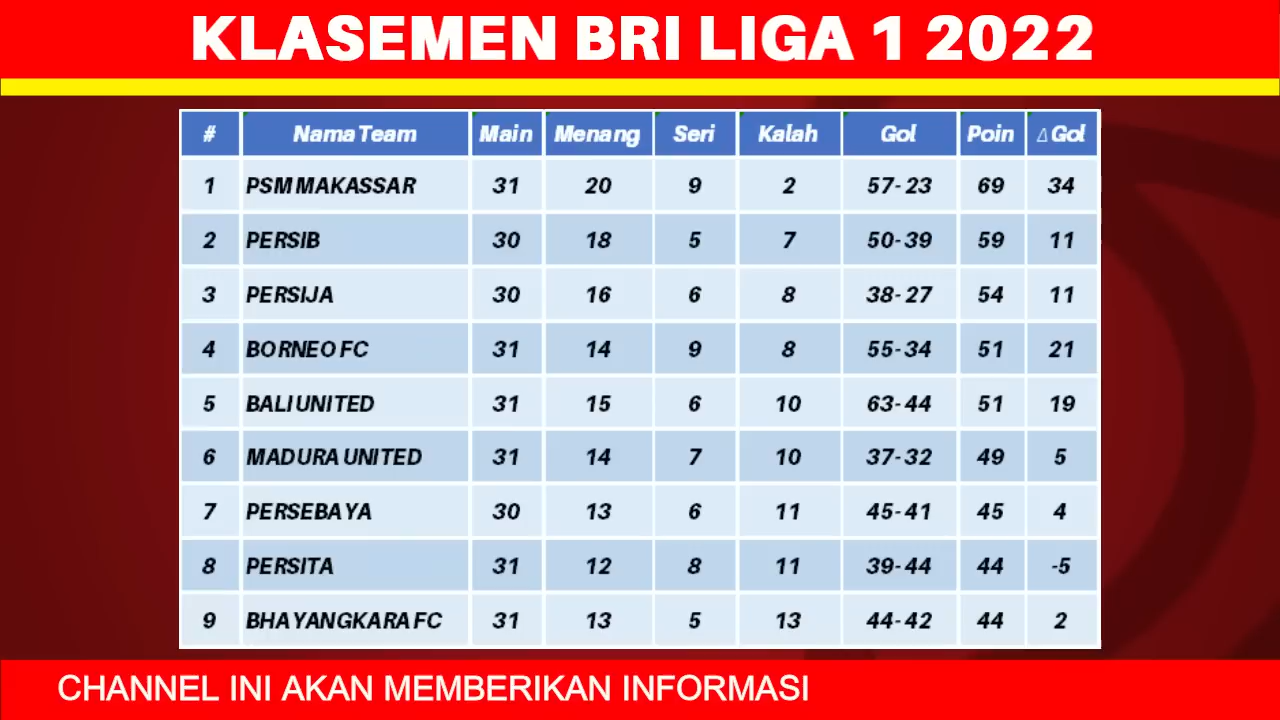 KLASEMEN BRI LIGA 1 2022
# Nama Team Main Menang Seri Kalah Gol Poin Δ Gol
1 PSM MAKASSAR 31 20 9 2 57-23 69 34
2 PERSIB 30 18 5 7 50-39 59 11
3 PERSIJA 30 16 6 8 38-27 54 11
4 BORNEO FC 31 14 9 8 55-34 51 21
5 BALI UNITED 31 15 6 10 63-44 51 19
6 MADURA UNITED 31 14 7 10 37-32 49 5
7 PERSEBAYA 30 13 6 11 45-41 45 4
8 PERSITA 31 12 8 11 39-44 44 -5
9 BHAYANGKARA FC 31 13 5 13 44-42 44 2
CHANNEL INI AKAN MEMBERIKAN INFORMASI